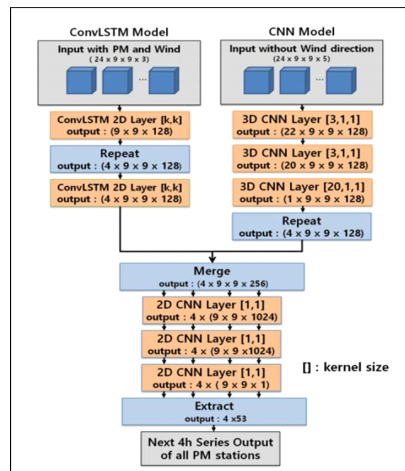 ConvLSTM Model
Input with PM and Wind
( 24 x 9 x 9 x 3 )
...
ConvLSTM 2D Layer [k,k]
output : (9 x 9 x 128)
Repeat
output : (4 x 9 x 9 x 128)
ConvLSTM 2D Layer [k,k]
output : (4 x 9 x 9 x 128)
CNN Model
Input without Wind direction
(24 x 9 x 9 x 5)
...
3D CNN Layer [3,1,1]
output : (22 x 9 x 9 x 128)
3D CNN Layer [3,1,1]
output : (20 x 9 x 9 x 128)
3D CNN Layer [20,1,1]
output : (1 x 9 x 9 x 128)
Repeat
output : (4 x 9 x 9 x 128)
Merge
output : (4 x 9 x 9 x 256)
2D CNN Layer [1,1]
output : 4 x (9 x 9 x 1024)
2D CNN Layer [1,1]
output : 4 x (9 x 9 x1024)
2D CNN Layer [1,1]
output : 4 x ( 9 x 9 x 1)
[] : kernel size
Extract
output : 4 x53
Next 4h Series Output
of all PM stations